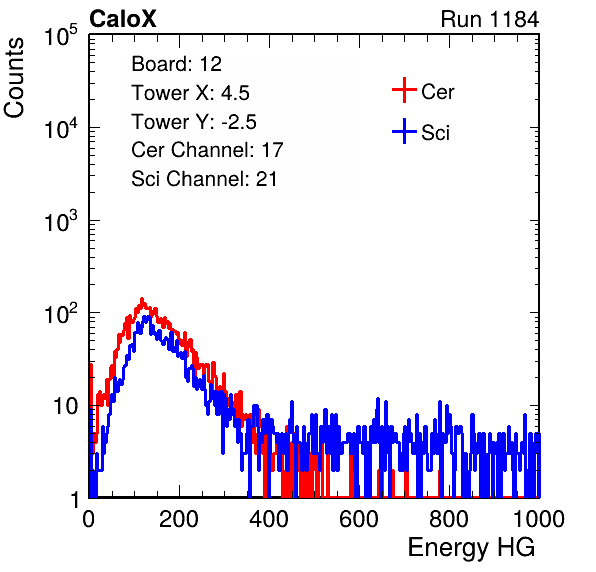 CaloX
Run 1184
Counts
10^5
10^4
10^3
10^2
10
1
Board: 12
Tower X: 4.5
Tower Y: -2.5
Cer Channel: 17
Sci Channel: 21
Cer
Sci
0 200 400 600 800 1000
Energy HG